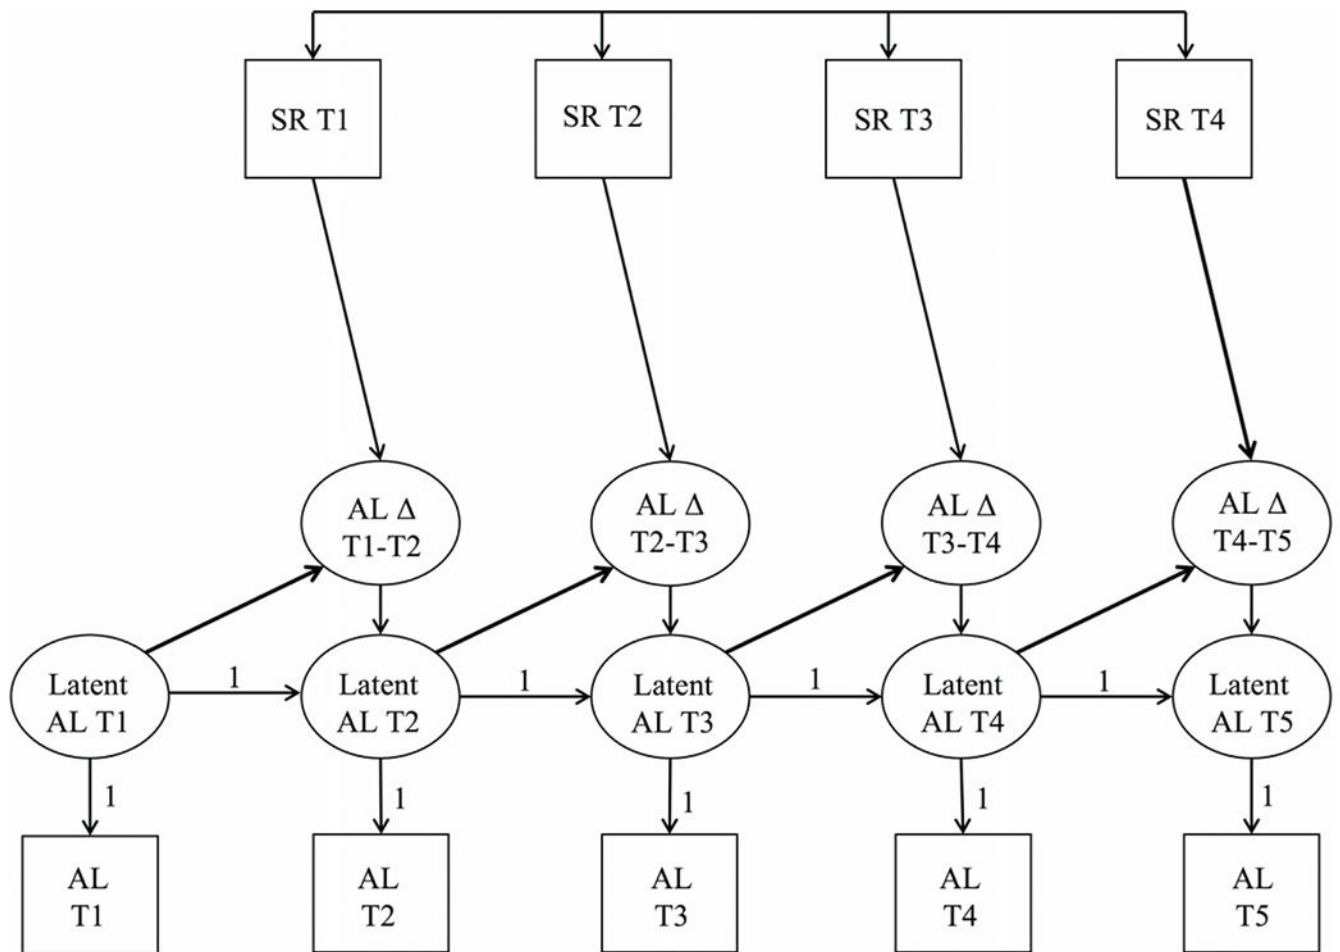 SR T1
SR T2
SR T3
SR T4
AL Δ
T1-T2
AL Δ
T2-T3
AL Δ
T3-T4
AL Δ
T4-T5
Latent
AL T1
1
Latent
AL T2
1
Latent
AL T3
1
Latent
AL T4
1
Latent
AL T5
1
1
1
1
1
AL
T1
AL
T2
AL
T3
AL
T4
AL
T5